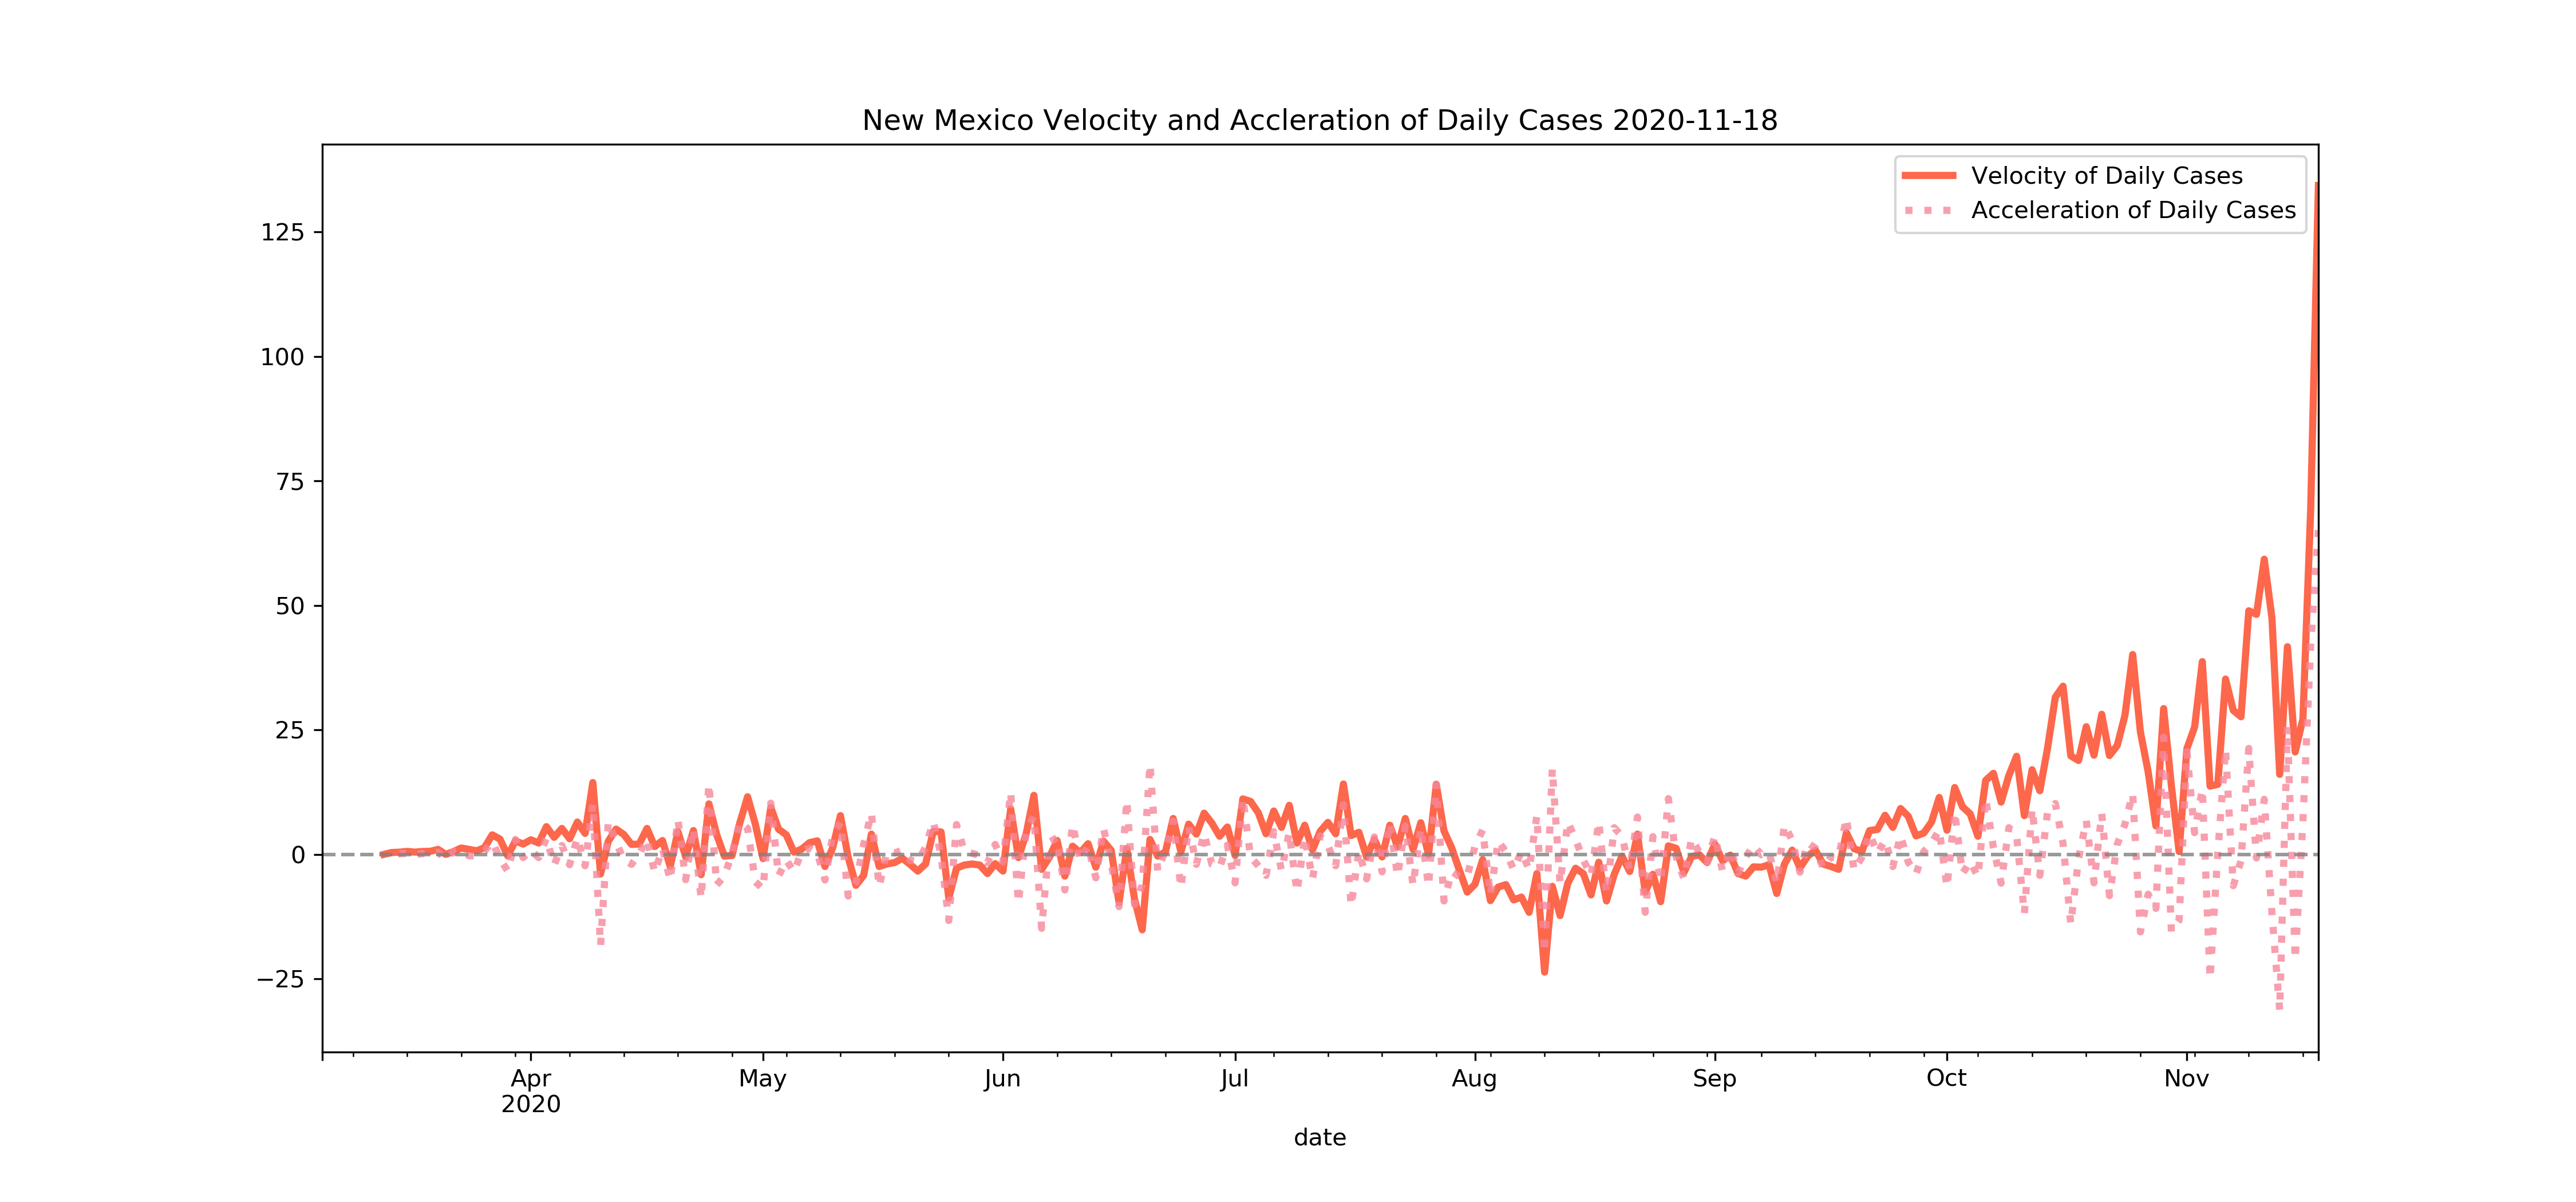 New Mexico Velocity and Accleration of Daily Cases 2020-11-18
Velocity of Daily Cases
Acceleration of Daily Cases
125
100
75
50
25
0
−25
Apr
2020
May
Jun
Jul
Aug
Sep
Oct
Nov
date